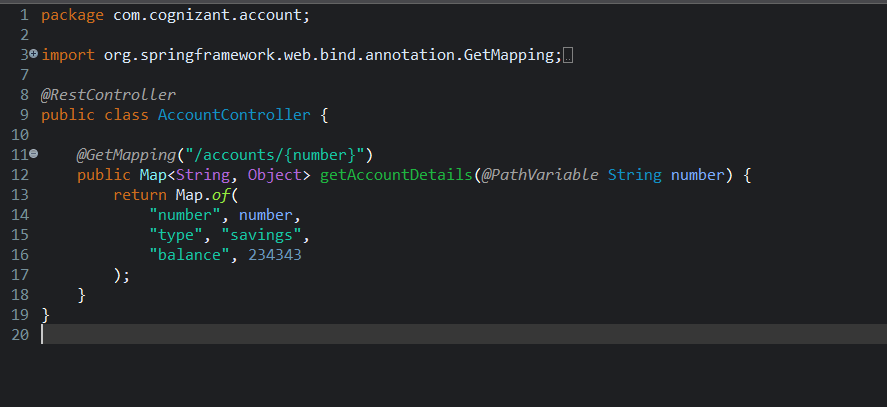 1 package com.cognizant.account;
2
3 import org.springframework.web.bind.annotation.GetMapping;
7
8 @RestController
9 public class AccountController {
10
11     @GetMapping("/accounts/{number}")
12     public Map<String, Object> getAccountDetails(@PathVariable String number) {
13         return Map.of(
14             "number", number,
15             "type", "savings",
16             "balance", 234343
17         );
18     }
19 }
20